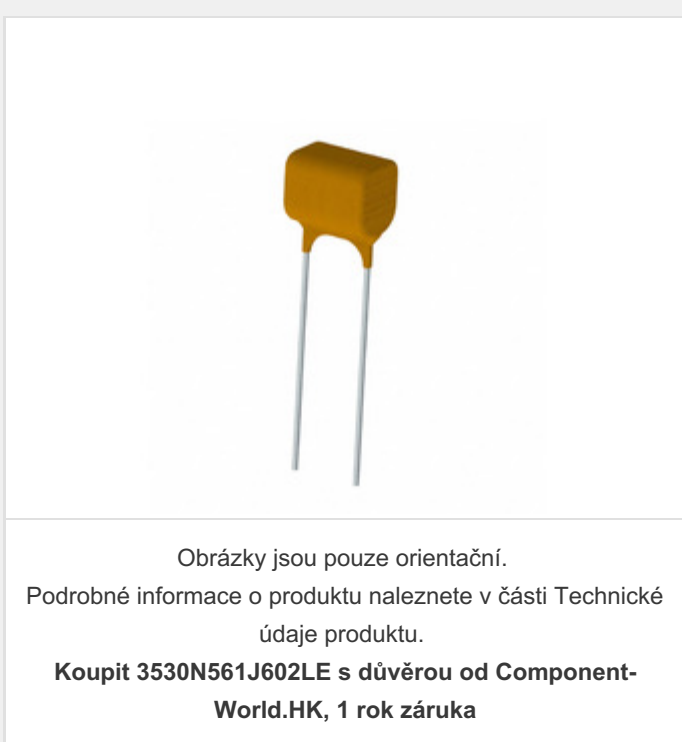 Obrázky jsou pouze orientační.
Podrobné informace o produktu naleznete v části Technické
údaje produktu.
Koupit 3530N561J602LE s důvěrou od Component-
World.HK, 1 rok záruka